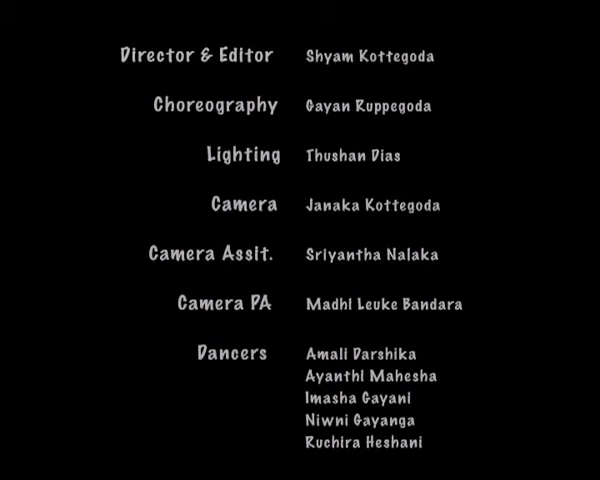 Director & Editor Shyam Kottegoda
Choreography Gayan Ruppegoda
Lighting Thushan Dias
Camera Janaka Kottegoda
Camera Assit. Sriyantha Nalaka
Camera PA Madhi Leuke Bandara
Dancers Amali Darshika
Ayanthi Mahesha
Imasha Gayani
Niwni Gayanga
Ruchira Heshani